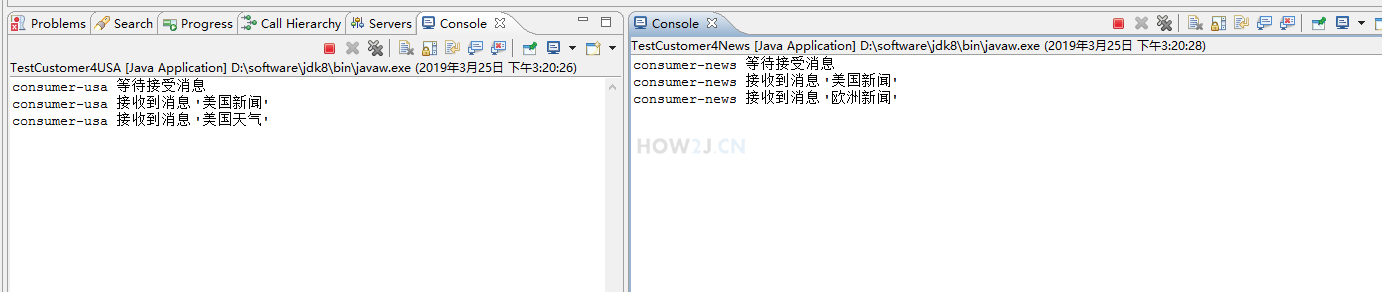 Problems Search Progress Call Hierarchy Servers Console
TestCustomer4USA [Java Application] D:\software\jdk8\bin\javaw.exe (2019年3月25日 下午3:20:26)
consumer-usa 等待接受消息
consumer-usa 接收到消息 '美国新闻'
consumer-usa 接收到消息 '美国天气'
Console
TestCustomer4News [Java Application] D:\software\jdk8\bin\javaw.exe (2019年3月25日 下午3:20:28)
consumer-news 等待接受消息
consumer-news 接收到消息 '美国新闻'
consumer-news 接收到消息 '欧洲新闻'
HOW2J.CN